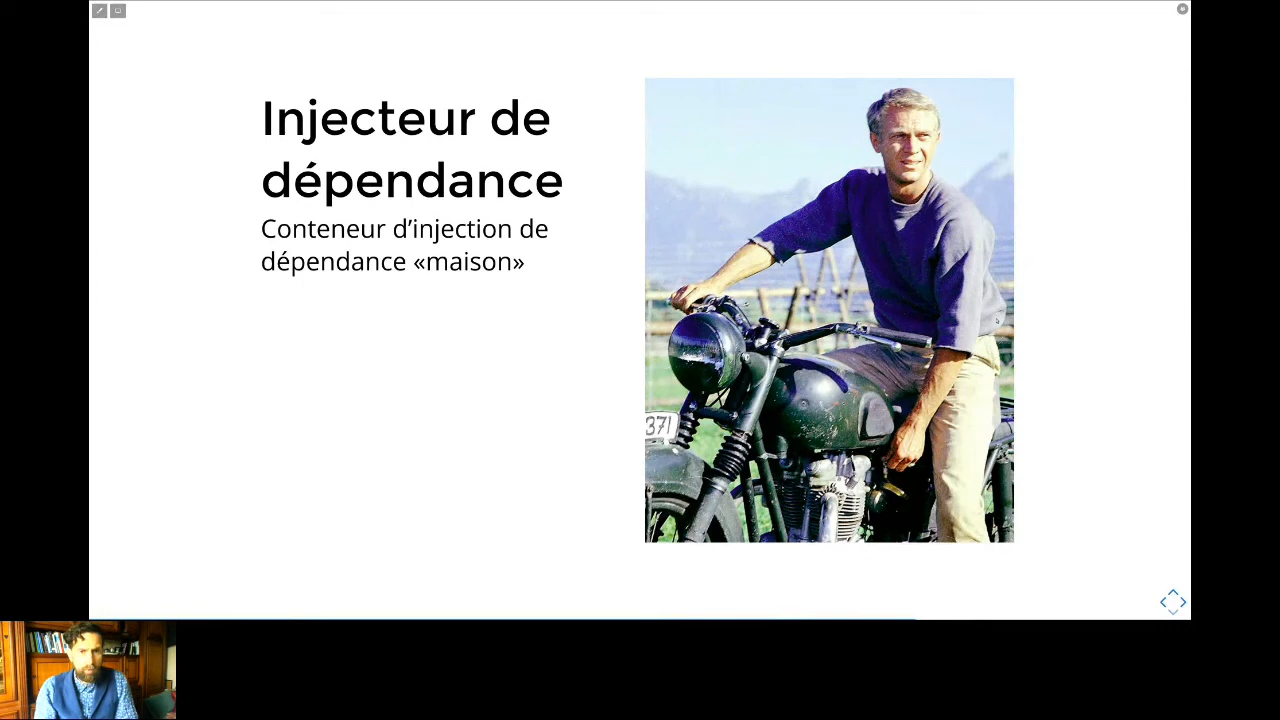 Injecteur de
dépendance
Conteneur d’injection de
dépendance «maison»
371